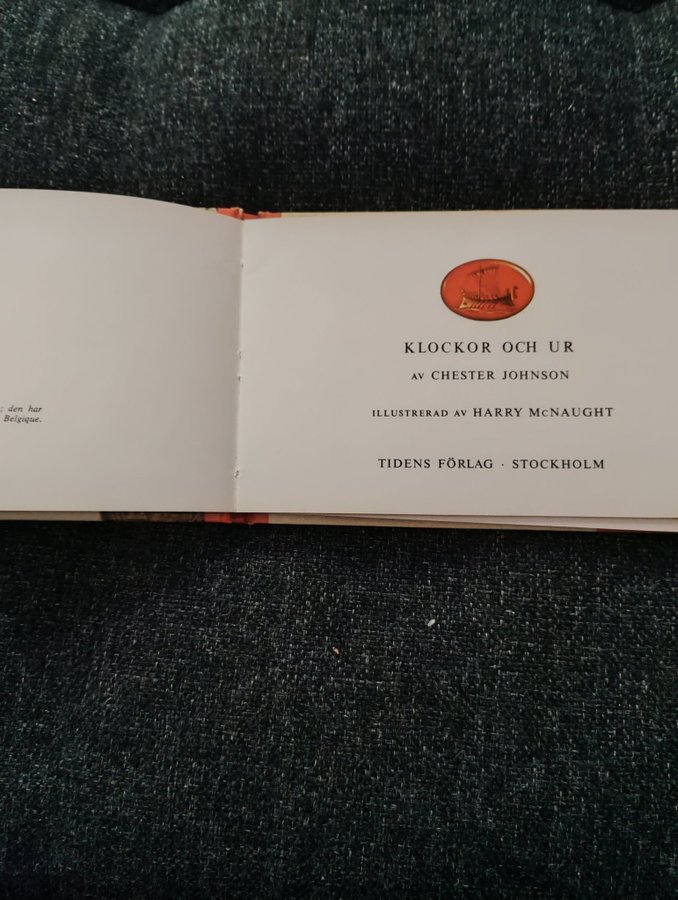 ; den har
Belgique.
KLOCKOR OCH UR
AV CHESTER JOHNSON
ILLUSTRERAD AV HARRY McNAUGHT
TIDENS FÖRLAG · STOCKHOLM